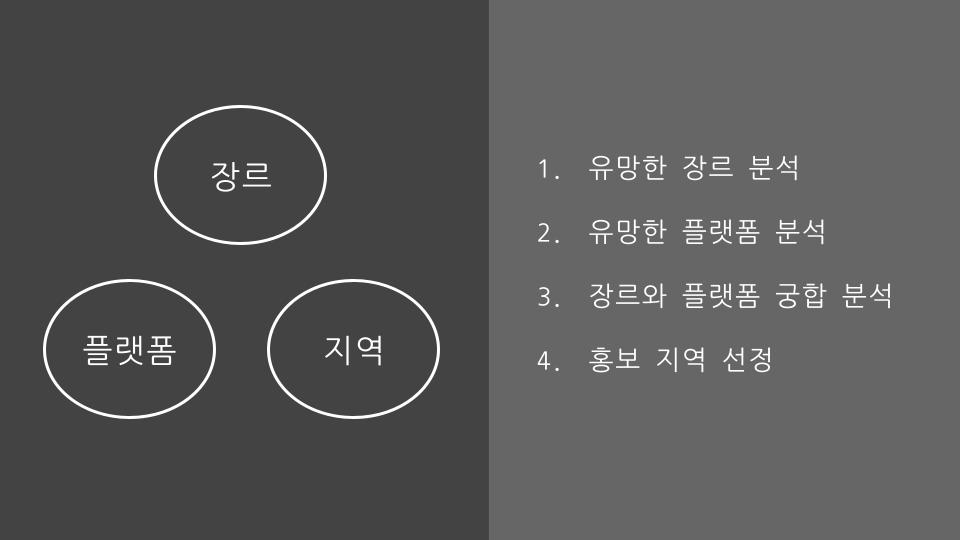 장르
플랫폼
지역
1. 유망한 장르 분석
2. 유망한 플랫폼 분석
3. 장르와 플랫폼 궁합 분석
4. 홍보 지역 선정